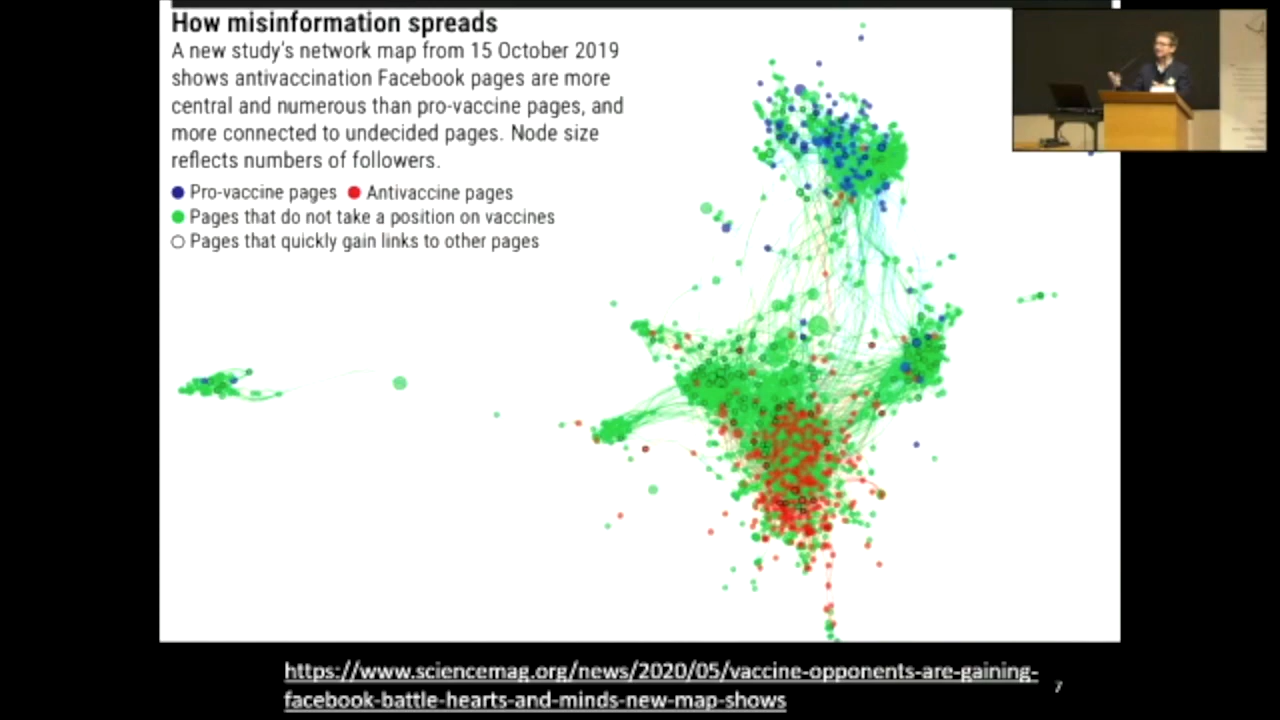 How misinformation spreads
A new study's network map from 15 October 2019
shows antivaccination Facebook pages are more
central and numerous than pro-vaccine pages, and
more connected to undecided pages. Node size
reflects numbers of followers.
Pro-vaccine pages Antivaccine pages
Pages that do not take a position on vaccines
Pages that quickly gain links to other pages
https://www.sciencemag.org/news/2020/05/vaccine-opponents-are-gaining-
facebook-battle-hearts-and-minds-new-map-shows
7